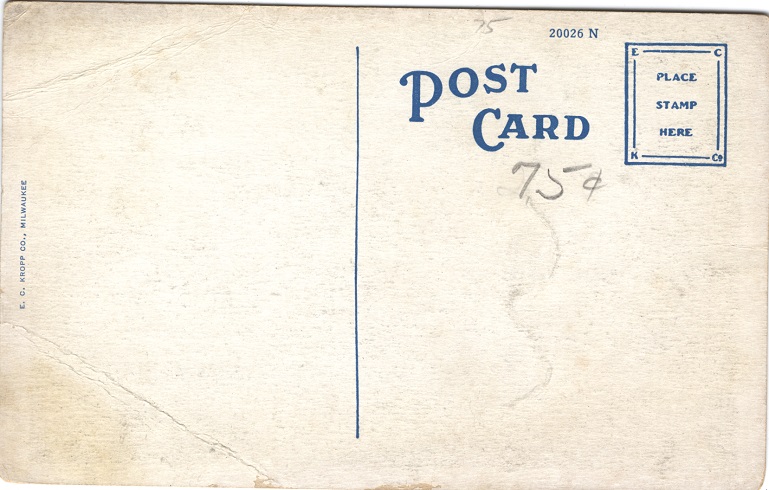 75
20026 N
POST
CARD
E C
PLACE
STAMP
HERE
K Co
75¢
E. C. KROPP CO., MILWAUKEE